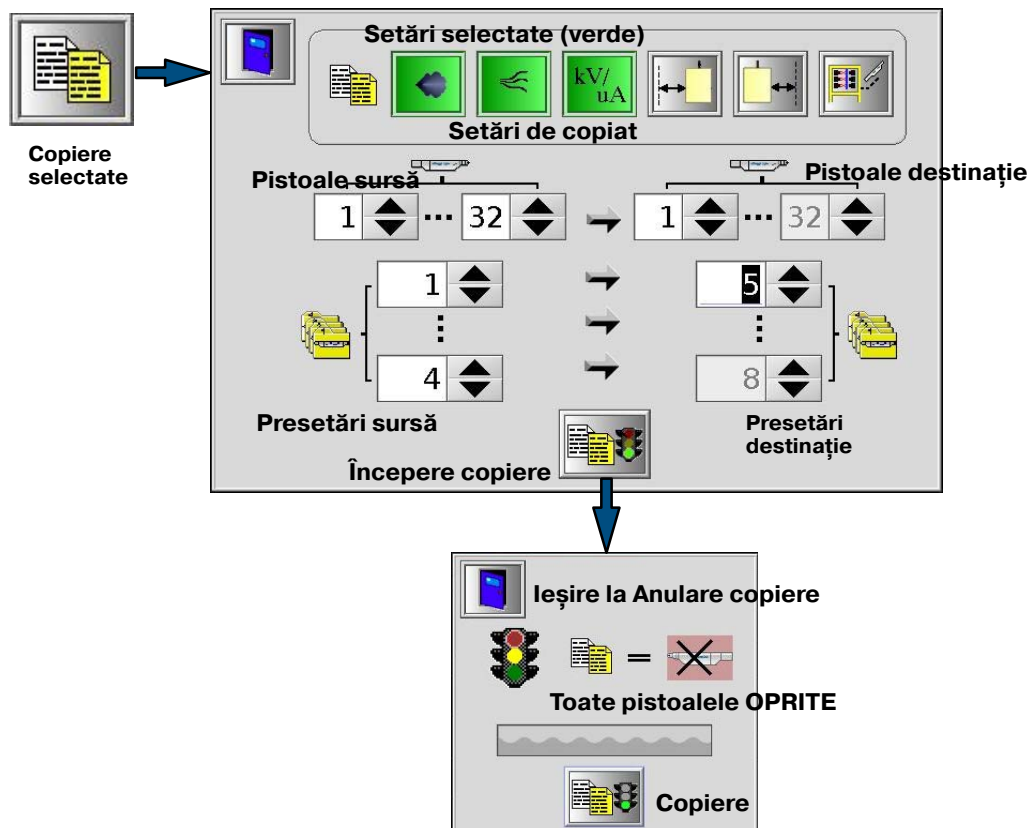 Copiere
selectate
Setări selectate (verde)
kV/
uA
Setări de copiat
Pistoale sursă
Pistoale destinație
1 ... 32 1 ... 32
1 5
4 8
Presetări sursă
Presetări
destinație
Începere copiere
Ieșire la Anulare copiere
=
Toate pistoalele OPRITE
Copiere